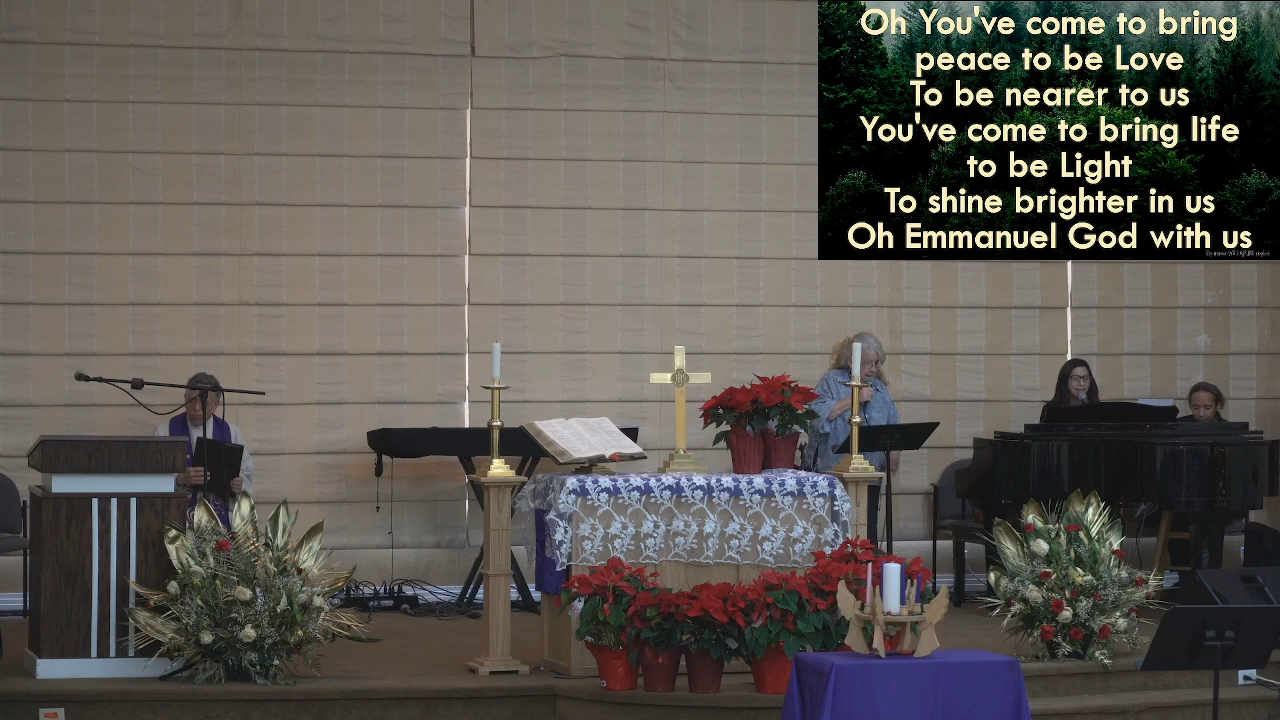 Oh You've come to bring
peace to be Love
To be nearer to us
You've come to bring life
to be Light
To shine brighter in us
Oh Emmanuel God with us